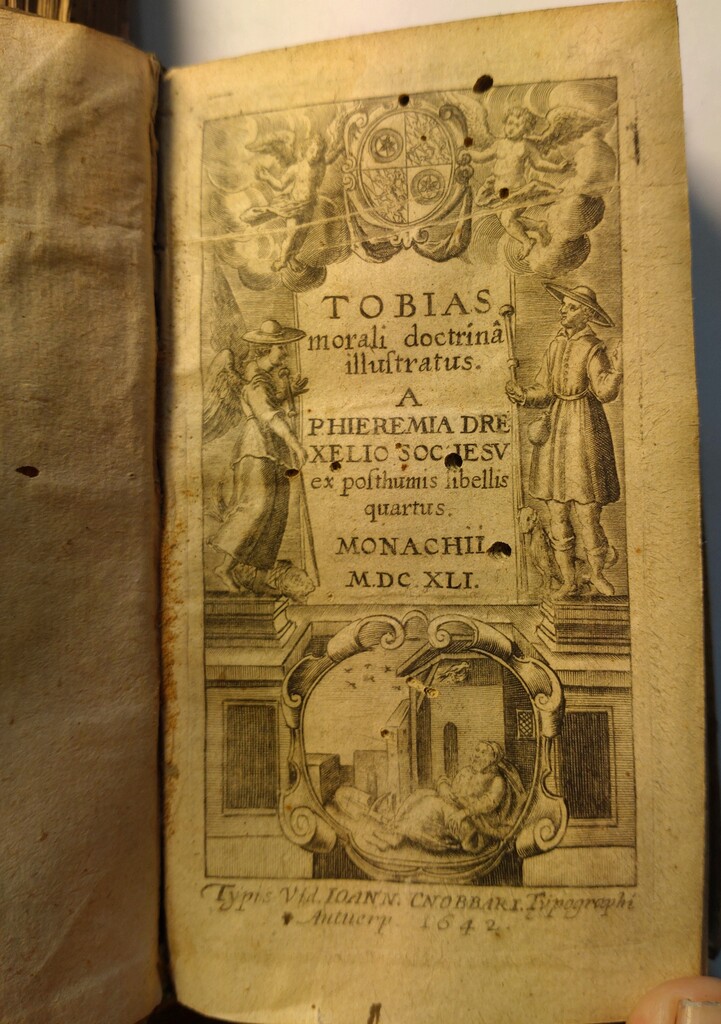 TOBIAS
morali doctrinâ
illuſtratus.
A
PHIEREMIA DRE
XELIO SOC IESV
ex poſthumis libellis
quartus.
MONACHII
M.DC.XLI.
Typis Vid. IOANN. CNOBBARI. Typographi
Antuerp 1642.